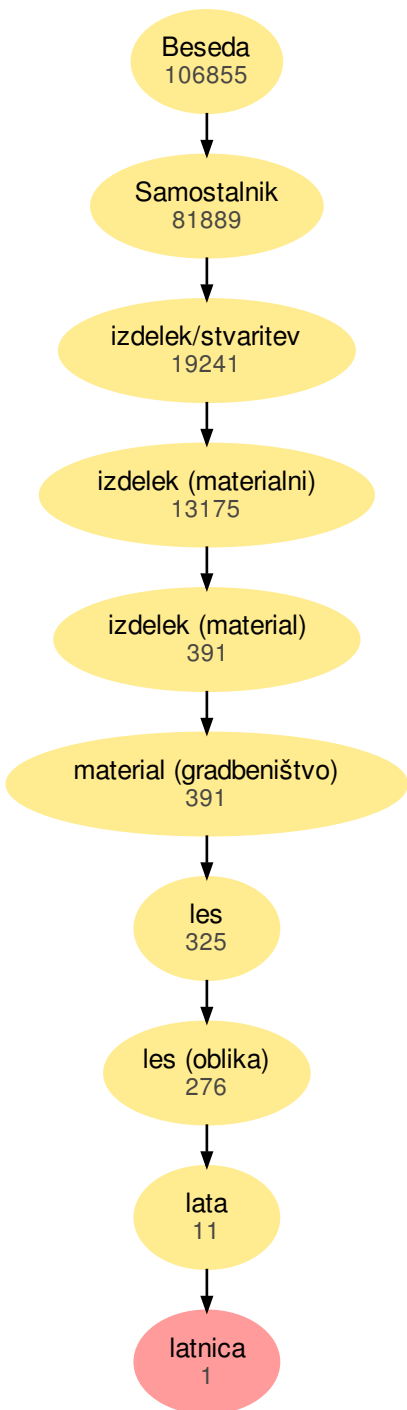 Beseda
106855
Samostalnik
81889
izdelek/stvaritev
19241
izdelek (materialni)
13175
izdelek (material)
391
material (gradbeništvo)
391
les
325
les (oblika)
276
lata
11
latnica
1